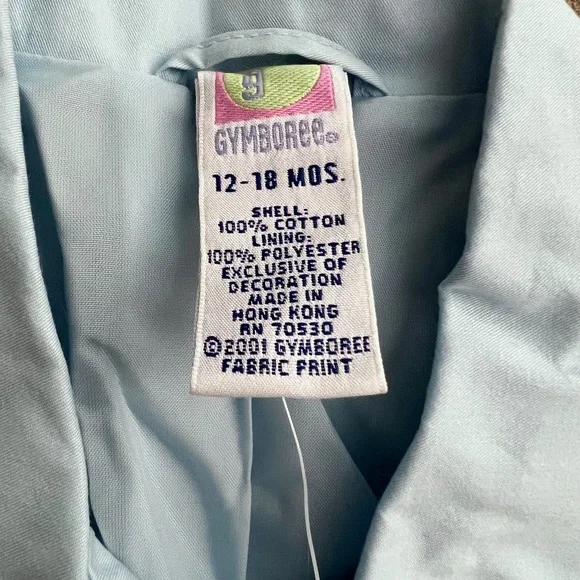 g
GYMBOREE®
12-18 MOS.
SHELL:
100% COTTON
LINING:
100% POLYESTER
EXCLUSIVE OF
DECORATION
MADE IN
HONG KONG
RN 70530
©2001 GYMBOREE
FABRIC PRINT